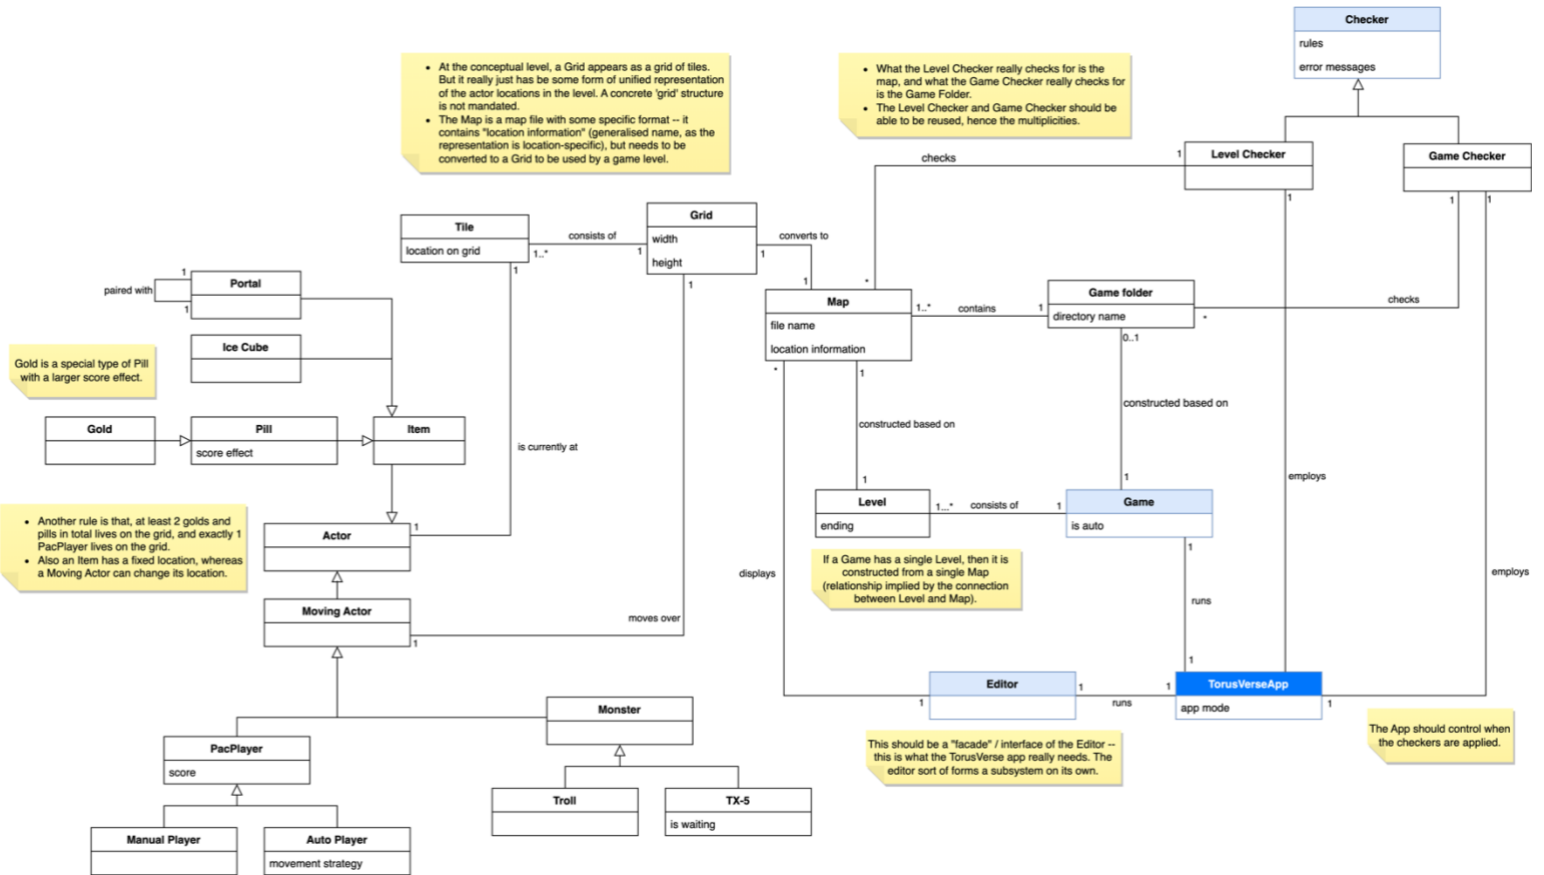 Checker
rules
error messages
• At the conceptual level, a Grid appears as a grid of tiles.
But it really just has be some form of unified representation
of the actor locations in the level. A concrete 'grid' structure
is not mandated.
• The Map is a map file with some specific format -- it
contains "location information" (generalised name, as the
representation is location-specific), but needs to be
converted to a Grid to be used by a game level.
• What the Level Checker really checks for is the
map, and what the Game Checker really checks for
is the Game Folder.
• The Level Checker and Game Checker should be
able to be reused, hence the multiplicities.
checks
1
Level Checker
1
Game Checker
1
1
Tile
location on grid
1
1..*
consists of
1
Grid
width
height
1
1
converts to
1
*
Map
file name
location information
*
1
1..*
contains
1
Game folder
directory name
0..1
*
checks
paired with
1
1
Portal
Ice Cube
Gold is a special type of Pill
with a larger score effect.
Gold
Pill
score effect
Item
is currently at
constructed based on
constructed based on
employs
employs
• Another rule is that, at least 2 golds and
pills in total lives on the grid, and exactly 1
PacPlayer lives on the grid.
• Also an Item has a fixed location, whereas
a Moving Actor can change its location.
Actor
1
Moving Actor
1
moves over
1
Level
ending
1...*
consists of
1
1
Game
is auto
1
If a Game has a single Level, then it is
constructed from a single Map
(relationship implied by the connection
between Level and Map).
displays
runs
1
Editor
1
1
runs
1
TorusVerseApp
app mode
1
This should be a "facade" / interface of the Editor --
this is what the TorusVerse app really needs. The
editor sort of forms a subsystem on its own.
The App should control when
the checkers are applied.
Monster
PacPlayer
score
Troll
TX-5
is waiting
Manual Player
Auto Player
movement strategy